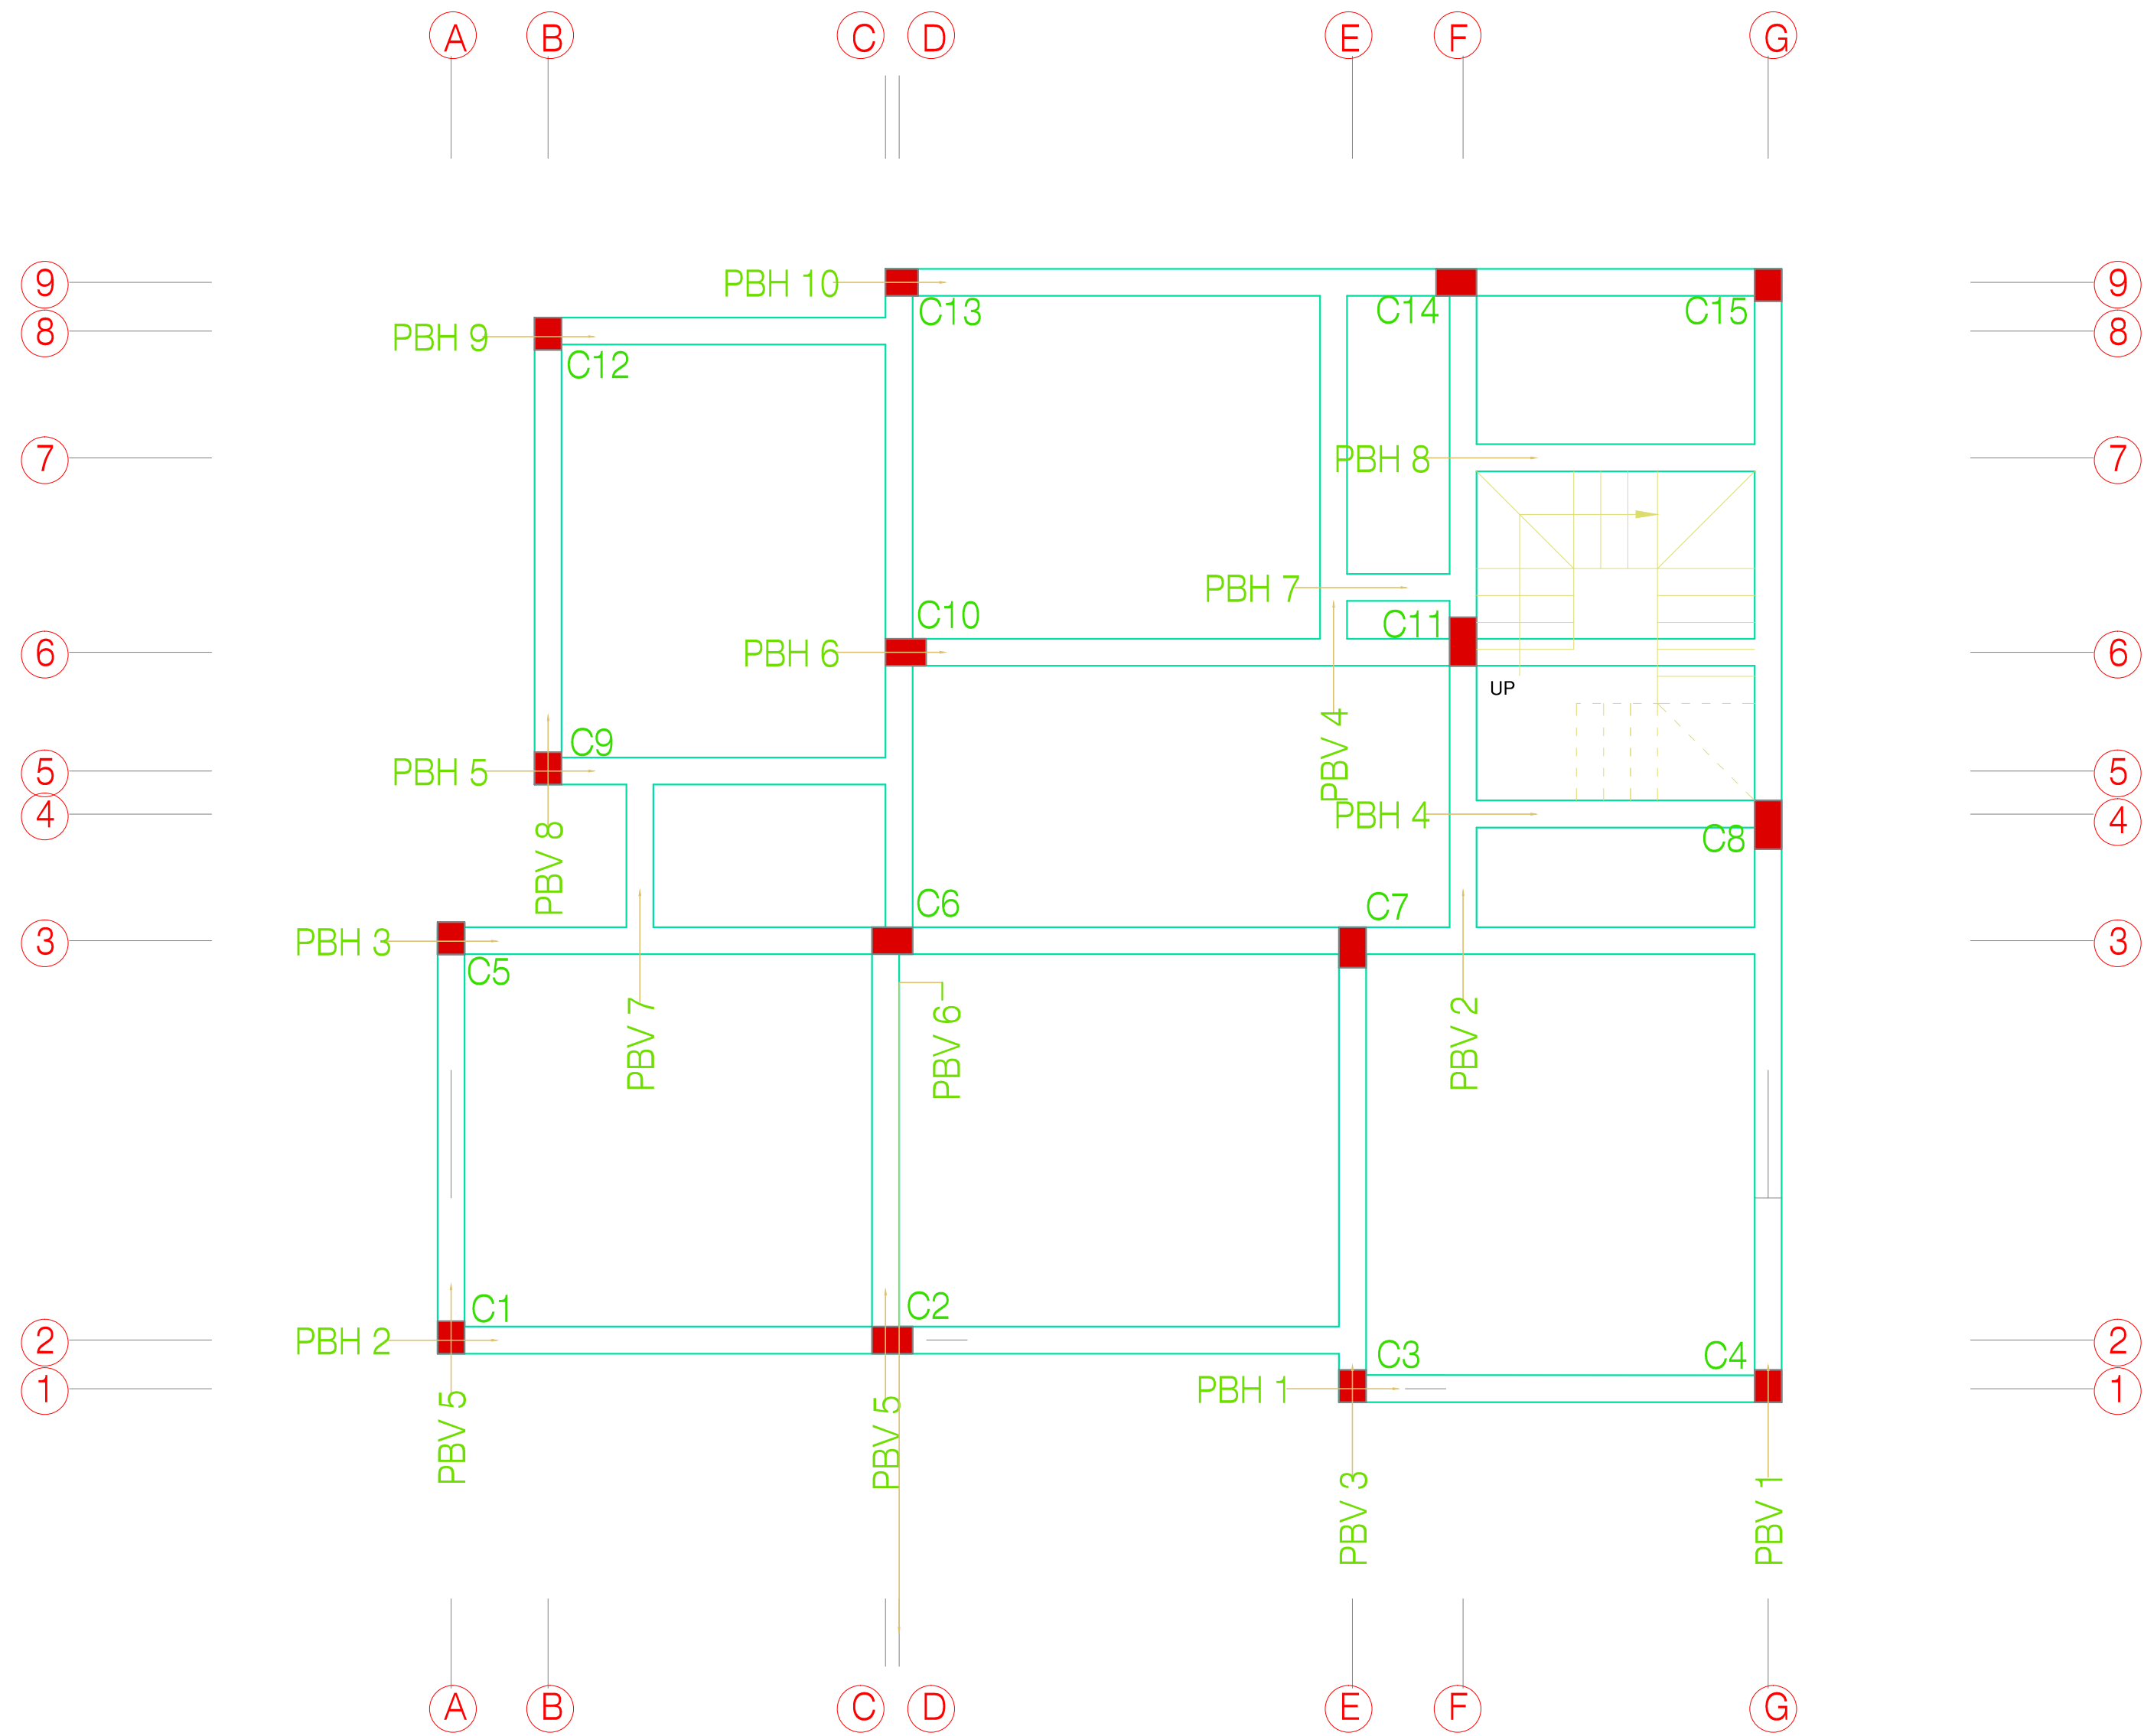 A B C D E F G
9 PBH 10 C13 C14 C15 9
8 PBH 9 C12 8
7 PBH 8 7
PBH 7 C10 C11
6 PBH 6 6
UP
5 PBH 5 C9 PBV 4 5
4 PBV 8 PBH 4 C8 4
C6 C7
3 PBH 3 C5 3
PBV 7 PBV 6 PBV 2
C1 C2
2 PBH 2 C3 C4 2
1 PBH 1 1
PBV 5 PBV 5 PBV 3 PBV 1
A B C D E F G